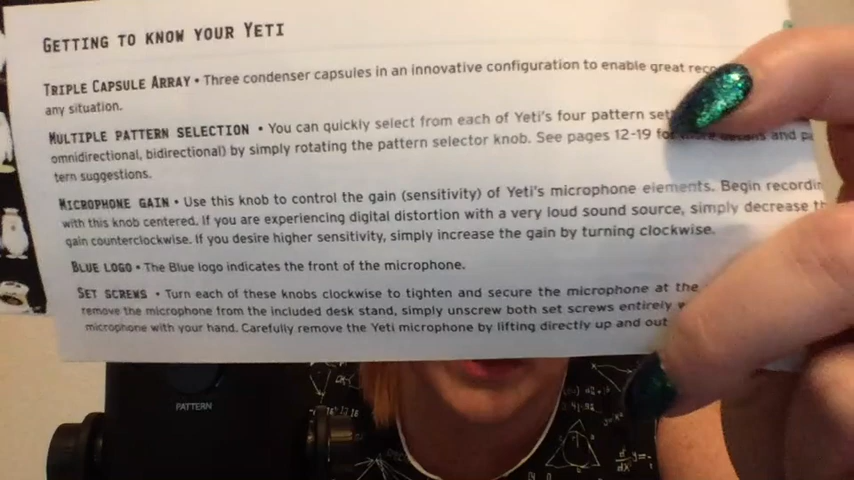 GETTING TO KNOW YOUR YETI
TRIPLE CAPSULE ARRAY • Three condenser capsules in an innovative configuration to enable great
any situation.
MULTIPLE PATTERN SELECTION • You can quickly select from each of Yeti's four pattern
omnidirectional, bidirectional) by simply rotating the pattern selector knob. See pages 12-19 for more details and
tern suggestions.
MICROPHONE GAIN • Use this knob to control the gain (sensitivity) of Yeti's microphone elements. Begin
with this knob centered. If you are experiencing digital distortion with a very loud sound source, simply decrease
gain counterclockwise. If you desire higher sensitivity, simply increase the gain by turning clockwise.
BLUE LOGO • The Blue logo indicates the front of the microphone.
SET SCREWS • Turn each of these knobs clockwise to tighten and secure the microphone at the
remove the microphone from the included desk stand, simply unscrew both set screws entirely
microphone with your hand. Carefully remove the Yeti microphone by lifting directly up and out
PATTERN